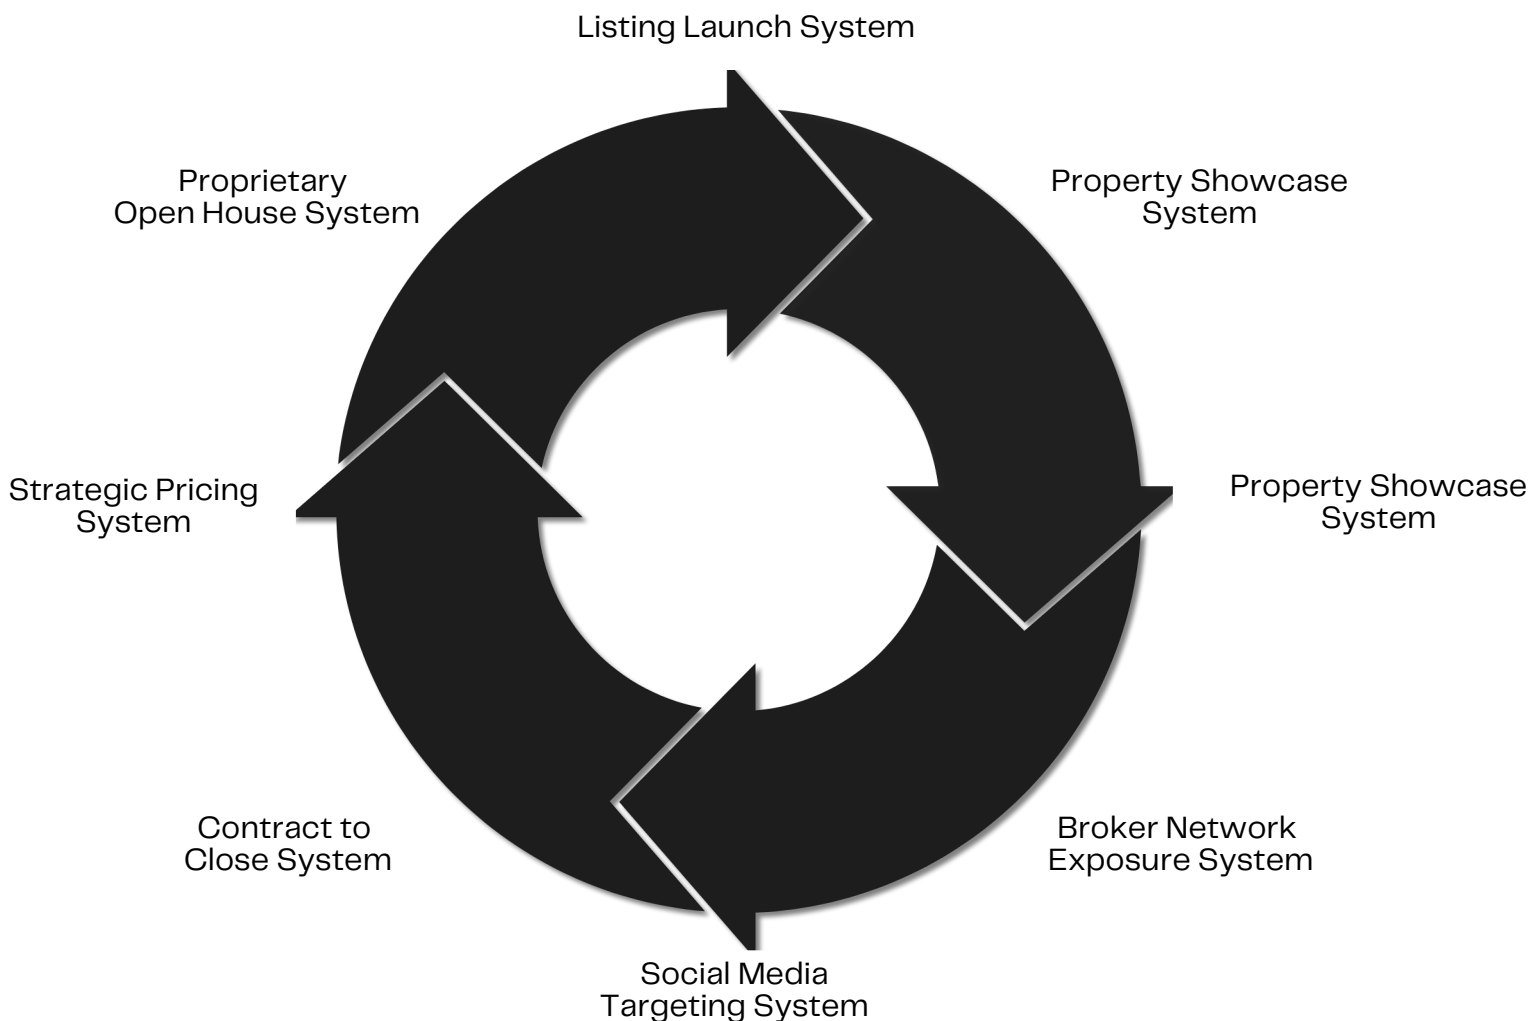 Listing Launch System
Proprietary
Open House System
Property Showcase
System
Strategic Pricing
System
Property Showcase
System
Contract to
Close System
Broker Network
Exposure System
Social Media
Targeting System